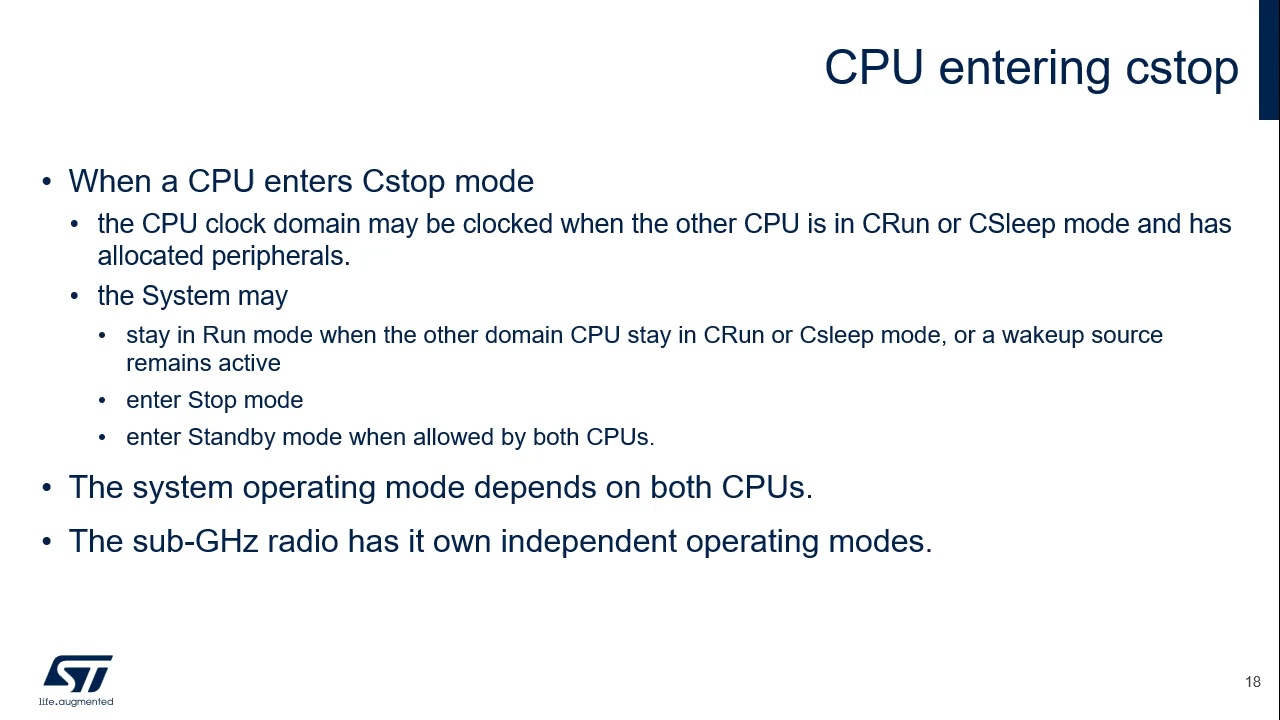 CPU entering cstop
• When a CPU enters Cstop mode
• the CPU clock domain may be clocked when the other CPU is in CRun or CSleep mode and has
allocated peripherals.
• the System may
• stay in Run mode when the other domain CPU stay in CRun or Csleep mode, or a wakeup source
remains active
• enter Stop mode
• enter Standby mode when allowed by both CPUs.
• The system operating mode depends on both CPUs.
• The sub-GHz radio has it own independent operating modes.
ST
life.augmented
18